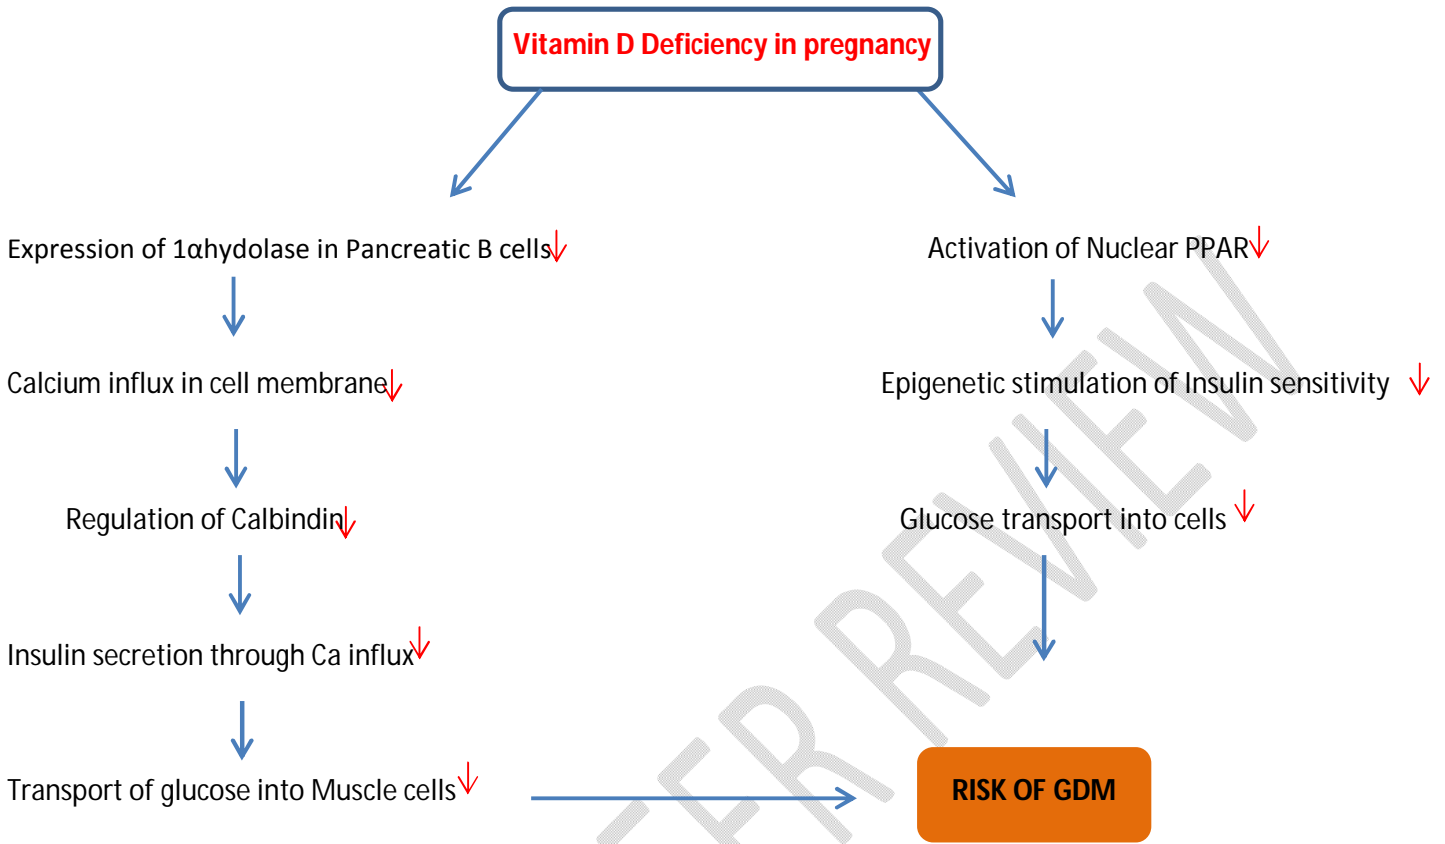 Vitamin D Deficiency in pregnancy
Expression of 1αhydolase in Pancreatic B cells
Activation of Nuclear PPAR
Calcium influx in cell membrane
Epigenetic stimulation of Insulin sensitivity
Regulation of Calbindin
Glucose transport into cells
Insulin secretion through Ca influx
Transport of glucose into Muscle cells
RISK OF GDM
ER REVIEW